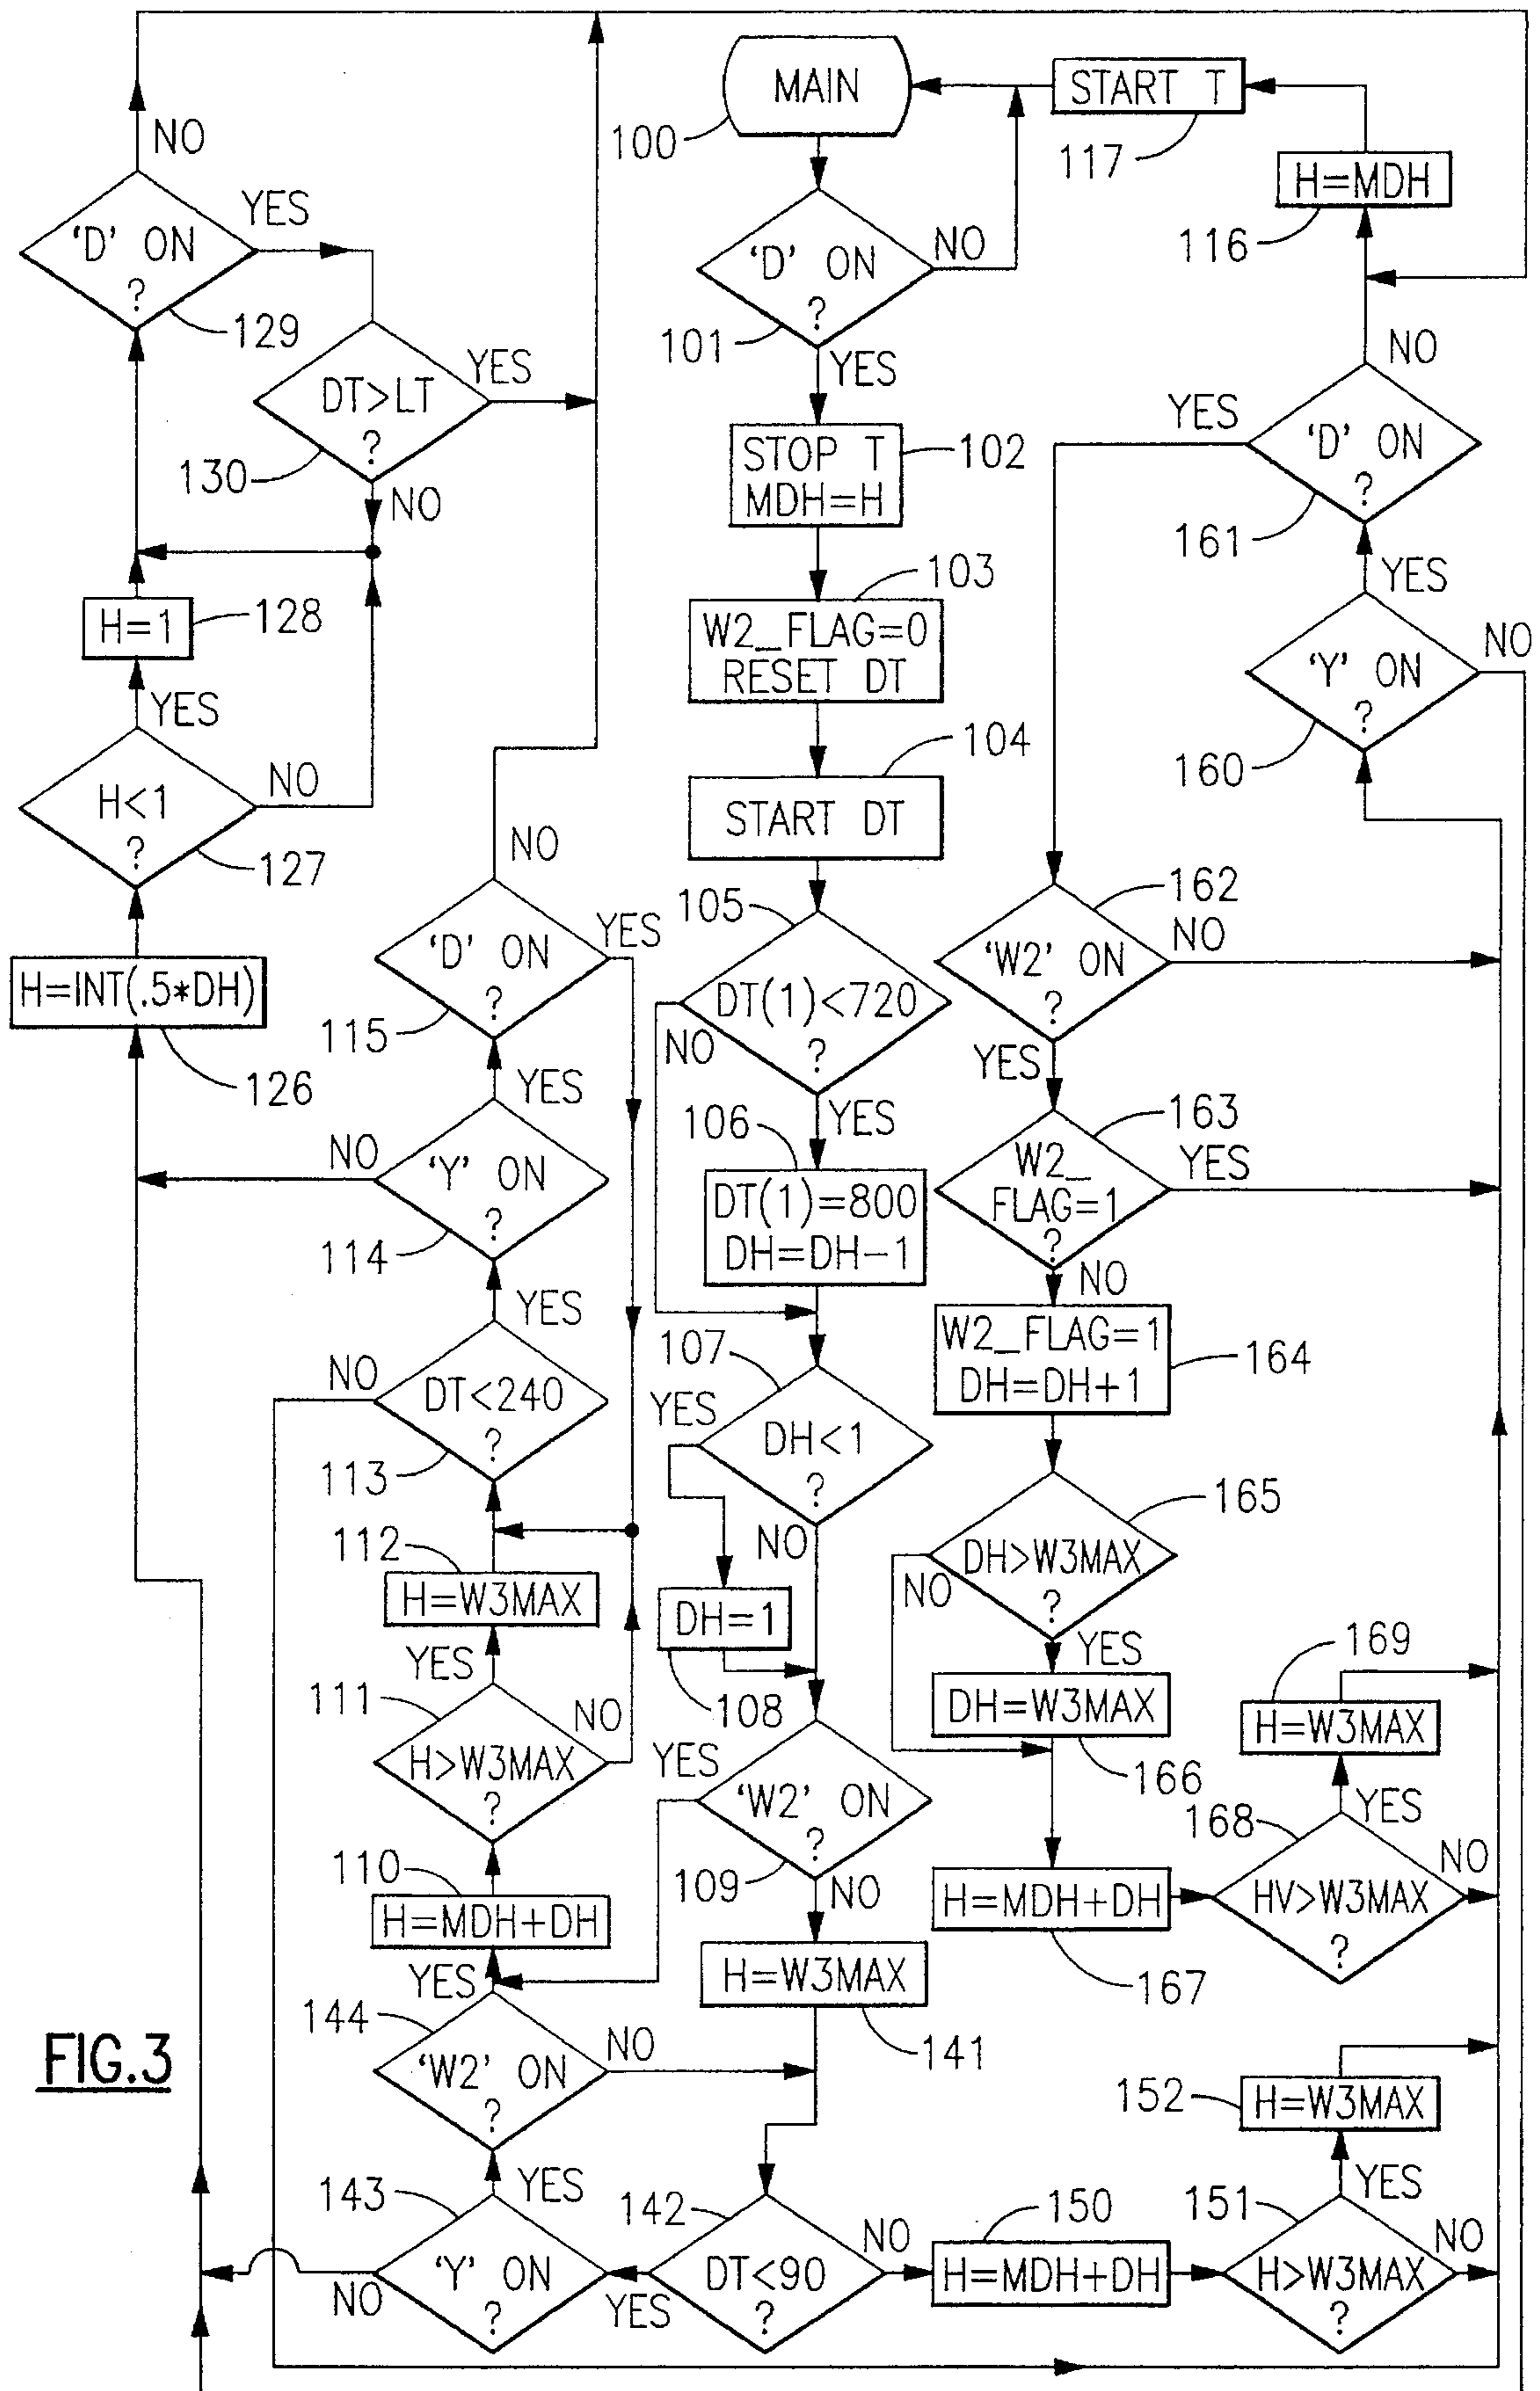 MAIN
100
START T
117
H=MDH
116
NO
'D' ON
?
129
YES
DT>LT
?
130
YES
NO
'D' ON
?
101
NO
YES
STOP T
MDH=H
102
W2_FLAG=0
RESET DT
103
START DT
104
NO
YES
'D' ON
?
161
YES
'Y' ON
?
160
NO
H=1
128
YES
H<1
?
127
NO
H=INT(.5*DH)
126
NO
'D' ON
?
115
YES
YES
'Y' ON
?
114
NO
YES
DT<240
?
113
NO
112
H=W3MAX
YES
111
H>W3MAX
?
NO
110
H=MDH+DH
YES
144
'W2' ON
?
NO
YES
143
'Y' ON
?
NO
105
DT(1)<720
?
NO
YES
106
DT(1)=800
DH=DH-1
107
DH<1
?
YES
NO
DH=1
108
YES
'W2' ON
?
109
NO
H=W3MAX
141
142
DT<90
?
YES
NO
162
'W2' ON
?
NO
YES
163
W2_
FLAG=1
?
YES
NO
W2_FLAG=1
DH=DH+1
164
165
DH>W3MAX
?
NO
YES
DH=W3MAX
166
H=MDH+DH
167
169
H=W3MAX
YES
168
HV>W3MAX
?
NO
152
H=W3MAX
YES
150
H=MDH+DH
151
H>W3MAX
?
NO
FIG.3